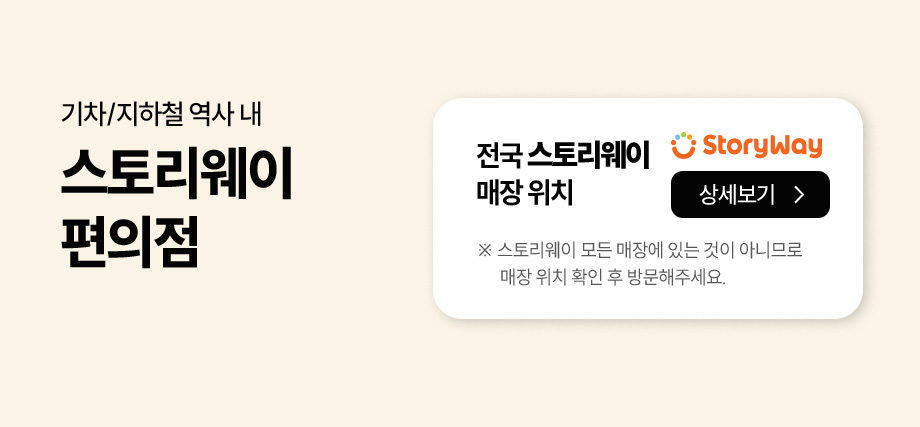 기차/지하철 역사 내
스토리웨이
편의점
전국 스토리웨이
매장 위치
StoryWay
상세보기 >
※ 스토리웨이 모든 매장에 있는 것이 아니므로
매장 위치 확인 후 방문해주세요.